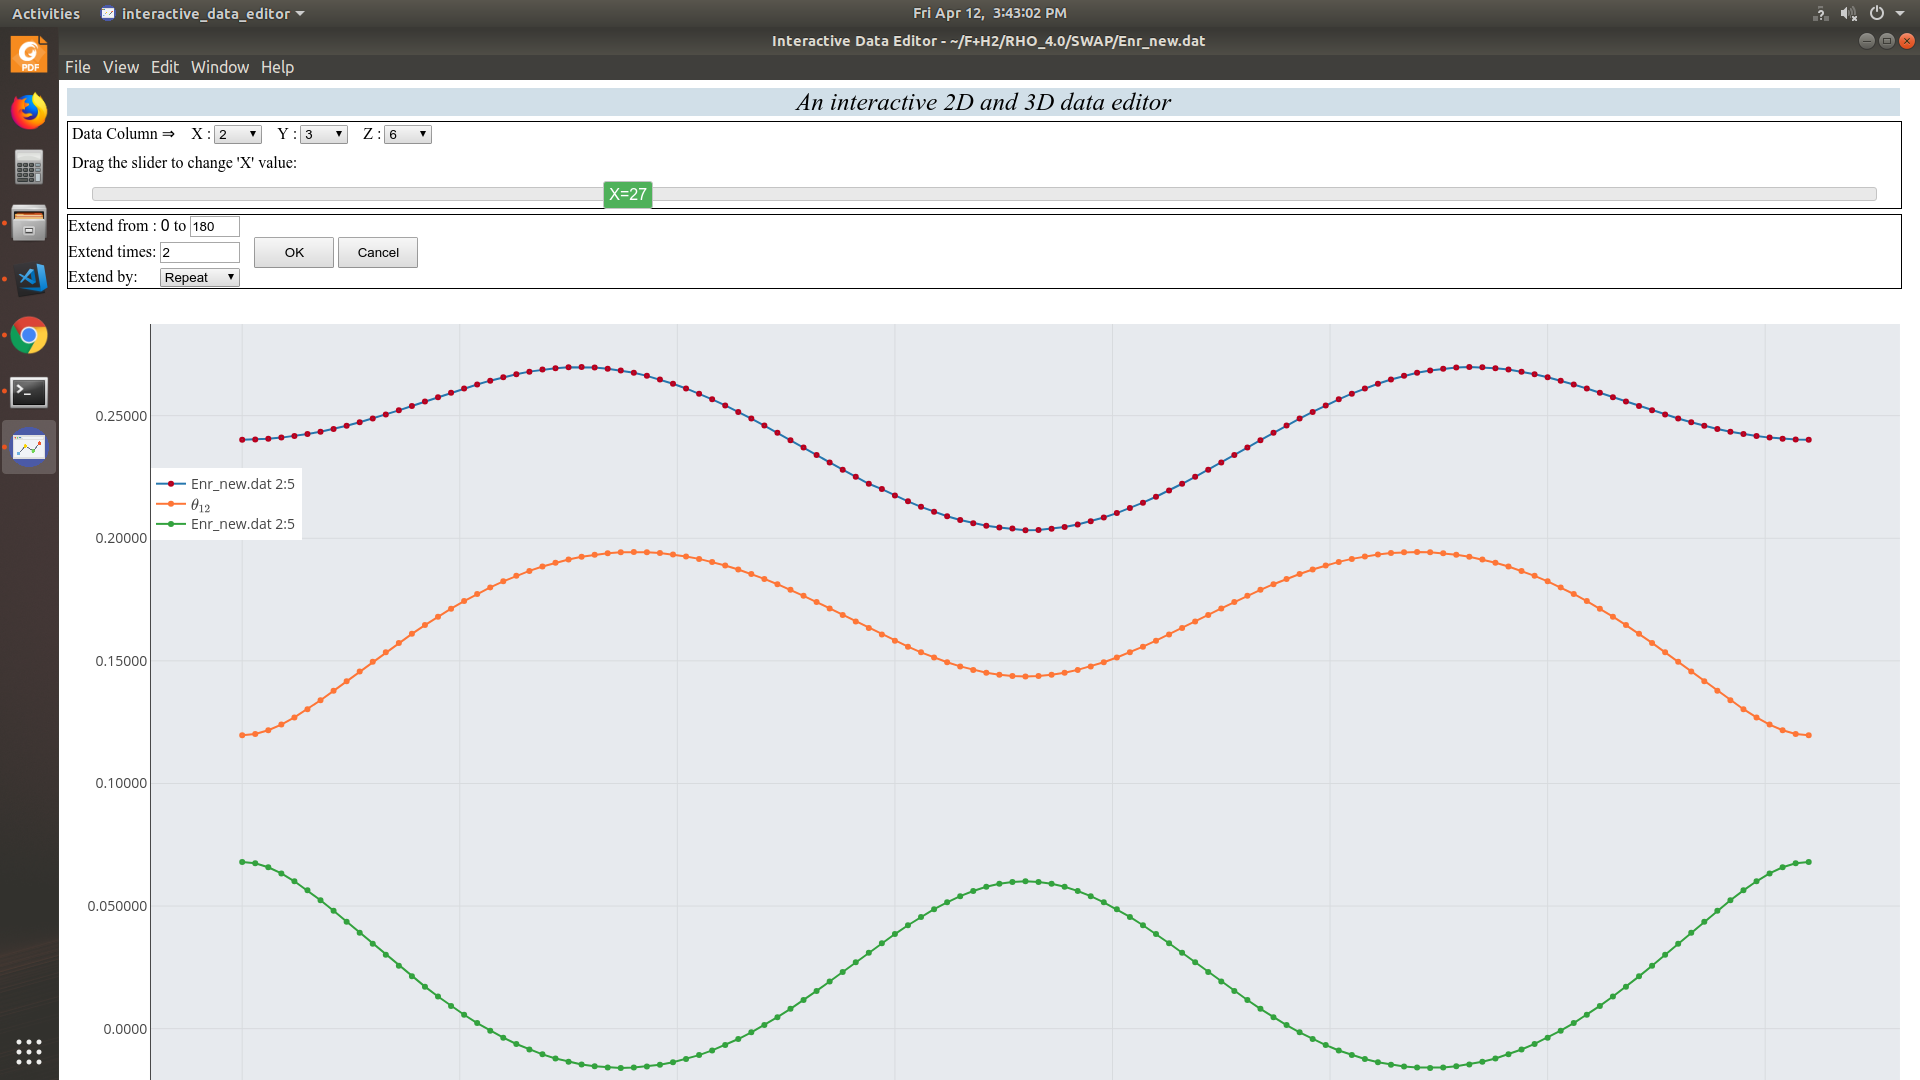 Activities interactive_data_editor Fri Apr 12, 3:43:02 PM ?
Interactive Data Editor - ~/F+H2/RHO_4.0/SWAP/Enr_new.dat
File View Edit Window Help
An interactive 2D and 3D data editor
Data Column ⇒ X : 2 Y : 3 Z : 6
Drag the slider to change 'X' value:
X=27
Extend from : 0 to 180
Extend times: 2
OK Cancel
Extend by: Repeat
PDF
0.25000
Enr_new.dat 2:5
θ12
Enr_new.dat 2:5
0.20000
0.15000
0.10000
0.050000
0.0000